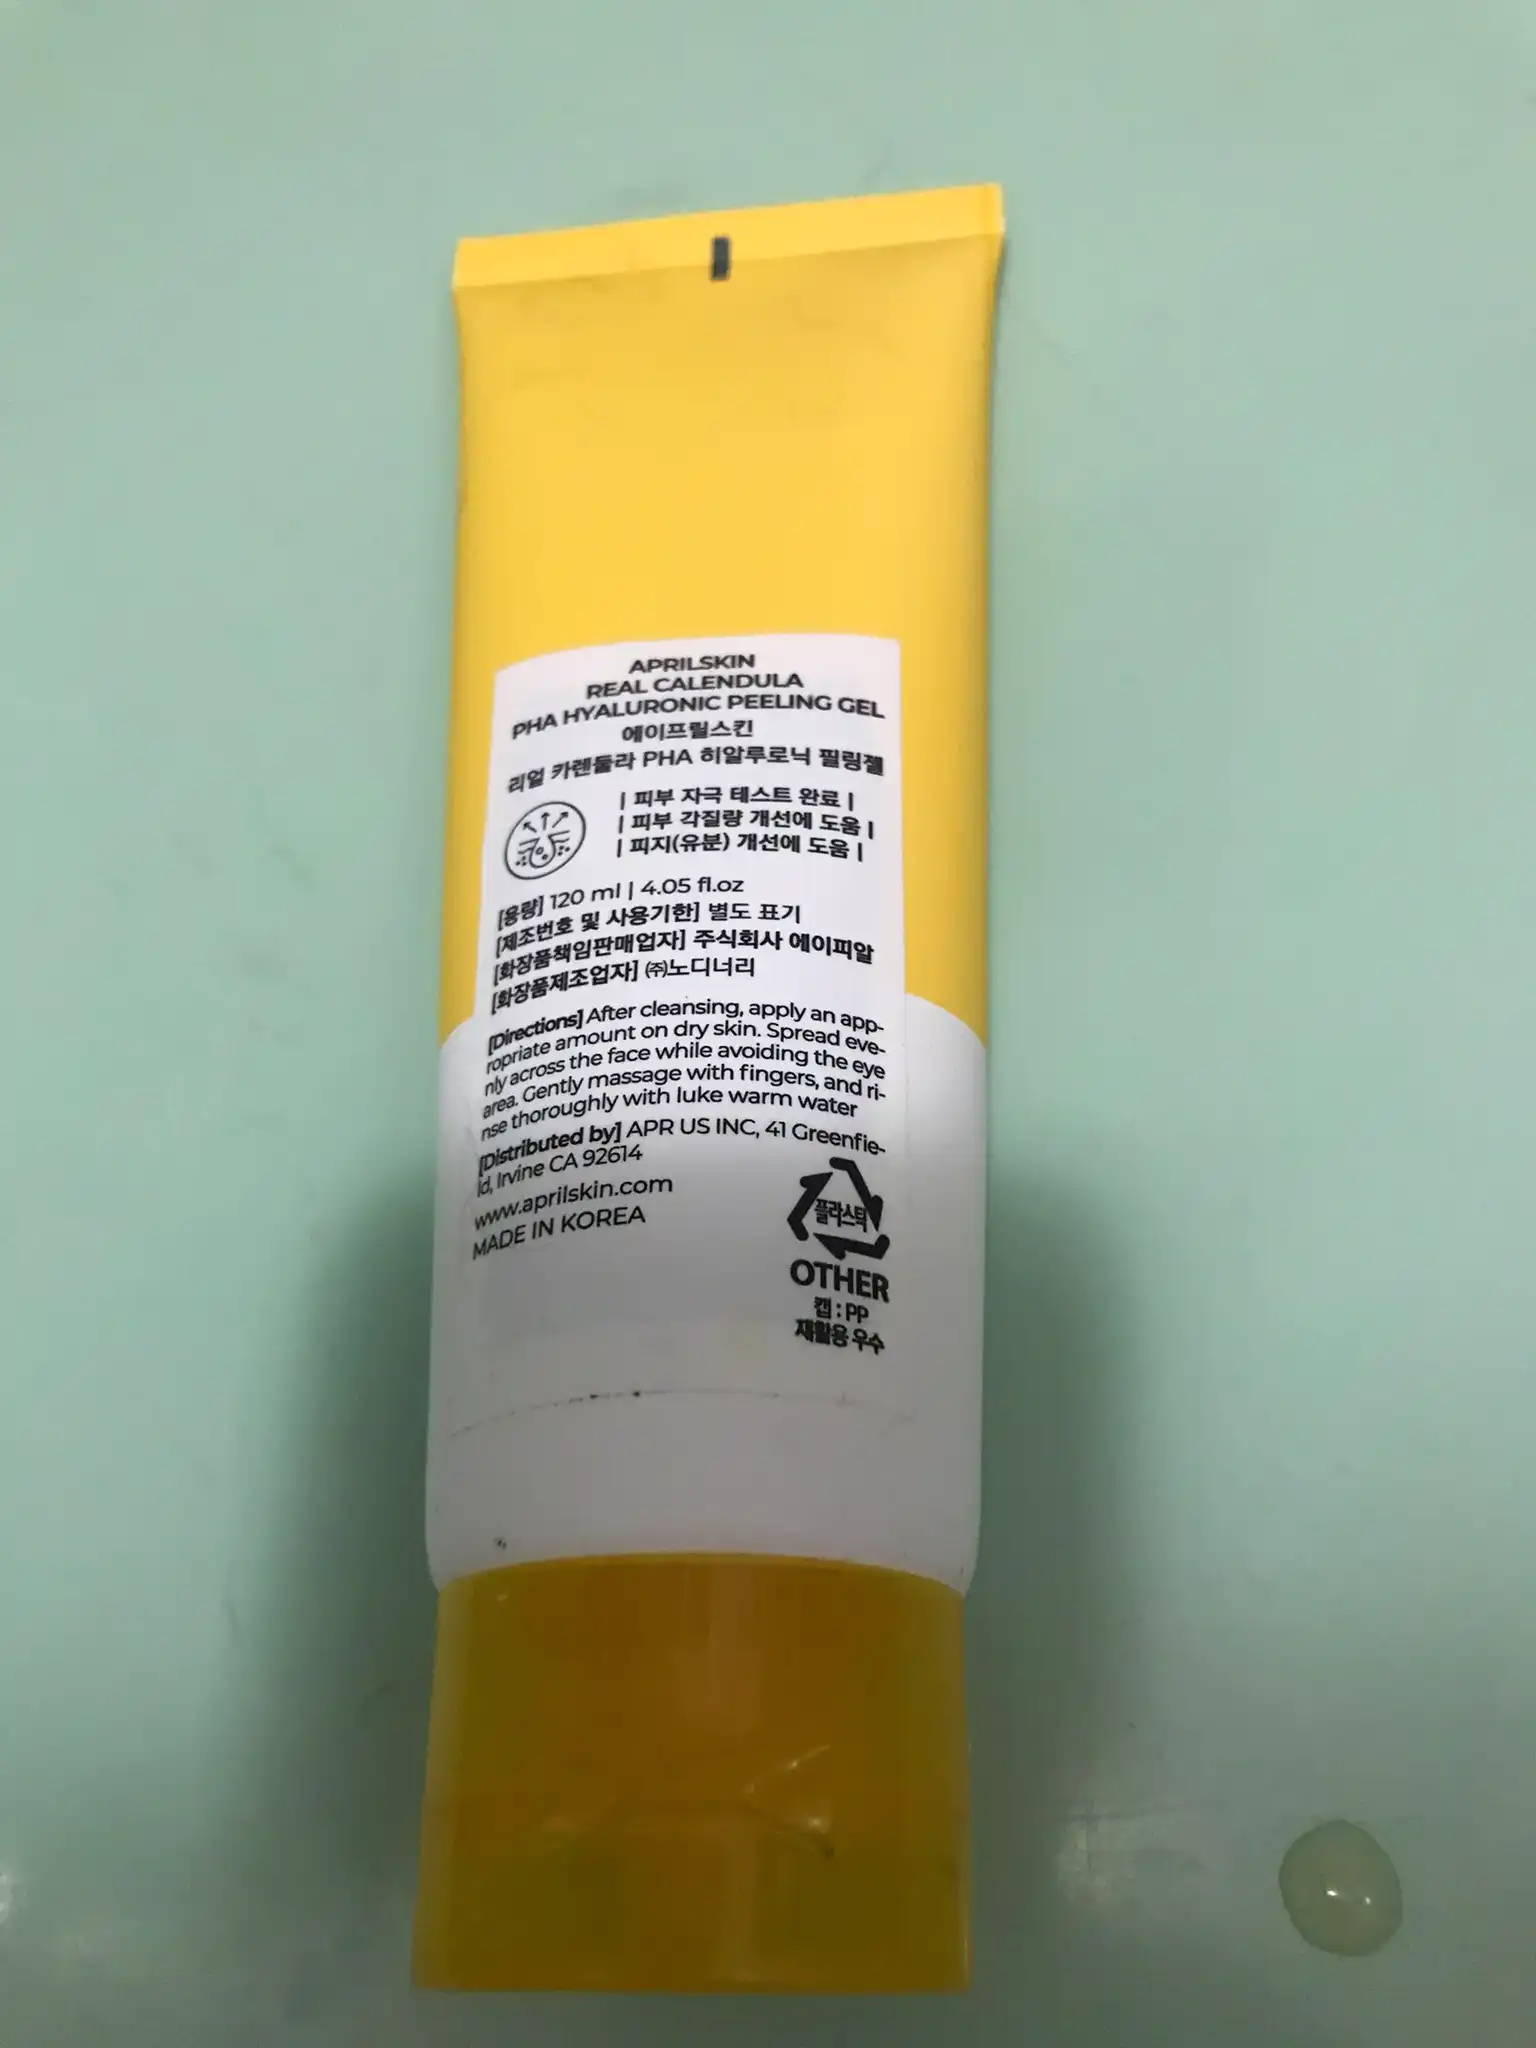 APRILSKIN
REAL CALENDULA
PHA HYALURONIC PEELING GEL
에이프릴스킨
리얼 카렌둘라 PHA 히알루로닉 필링젤
| 피부 자극 테스트 완료 |
| 피부 각질량 개선에 도움 |
| 피지(유분) 개선에 도움 |
[용량] 120 ml | 4.05 fl.oz
[제조번호 및 사용기한] 별도 표기
[화장품책임판매업자] 주식회사 에이피알
[화장품제조업자] ㈜노디너리
[Directions] After cleansing, apply an app-
ropriate amount on dry skin. Spread eve-
nly across the face while avoiding the eye
area. Gently massage with fingers, and ri-
nse thoroughly with luke warm water
[Distributed by] APR US INC, 41 Greenfie-
ld, Irvine CA 92614
www.aprilskin.com
MADE IN KOREA
플라스틱
OTHER
캡 : PP
재활용 우수